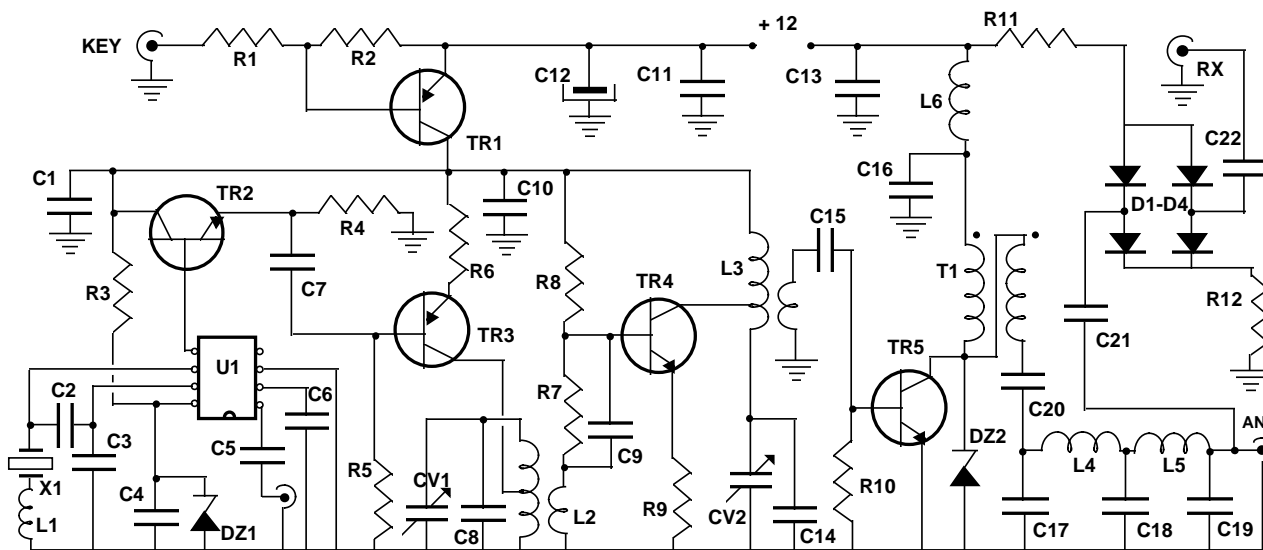 KEY
R1
R2
+ 12
R11
RX
C12
C11
C13
L6
C22
TR1
C1
TR2
C10
C16
D1-D4
R4
C15
R3
C7
R6
R8
TR4
L3
T1
R12
TR3
C21
U1
TR5
C2
C6
R7
C20
C3
C5
C9
DZ2
AN
X1
R5
CV1
L4
L5
L1
C4
DZ1
C8
L2
R9
CV2
C14
R10
C17
C18
C19